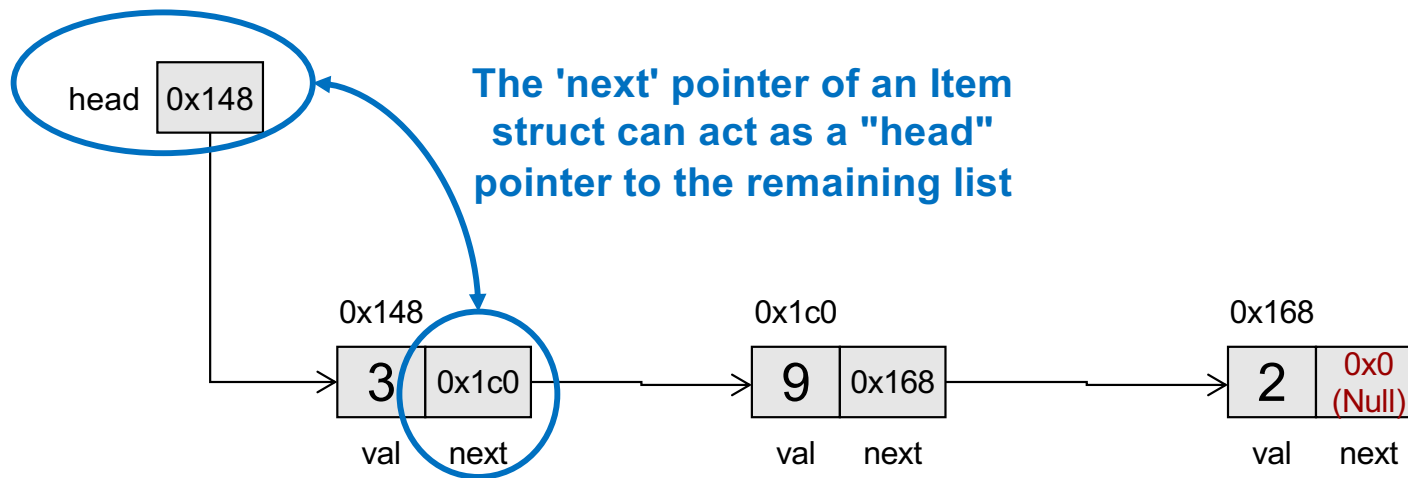 The 'next' pointer of an Item
struct can act as a "head"
pointer to the remaining list
head 0x148
0x148 0x1c0 0x168
3 0x1c0 9 0x168 2 0x0
(Null)
val next val next val next